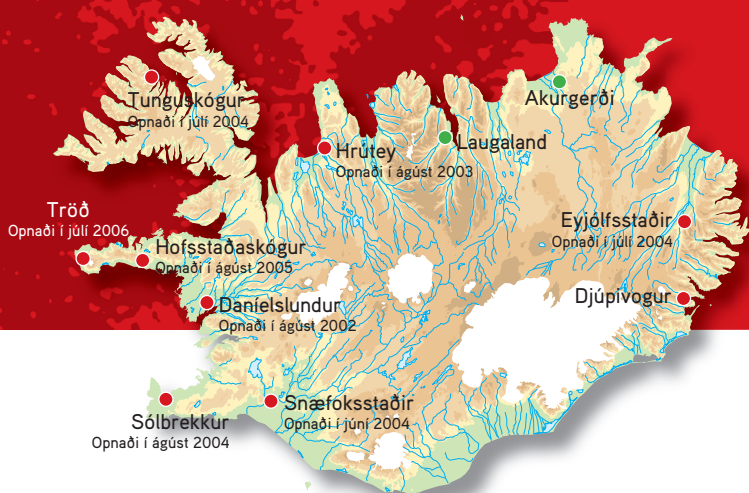 Tunguskógur
Opnaði í júlí 2004
Akurgerði
Hrútey
Opnaði í ágúst 2003
Laugaland
Tröð
Opnaði í júlí 2006
Eyjólfsstaðir
Opnaði í júlí 2004
Hofsstaðaskógur
Opnaði í ágúst 2005
Djúpivogur
Daníelslundur
Opnaði í ágúst 2002
Snæfoksstaðir
Opnaði í júní 2004
Sólbrekkur
Opnaði í ágúst 2004